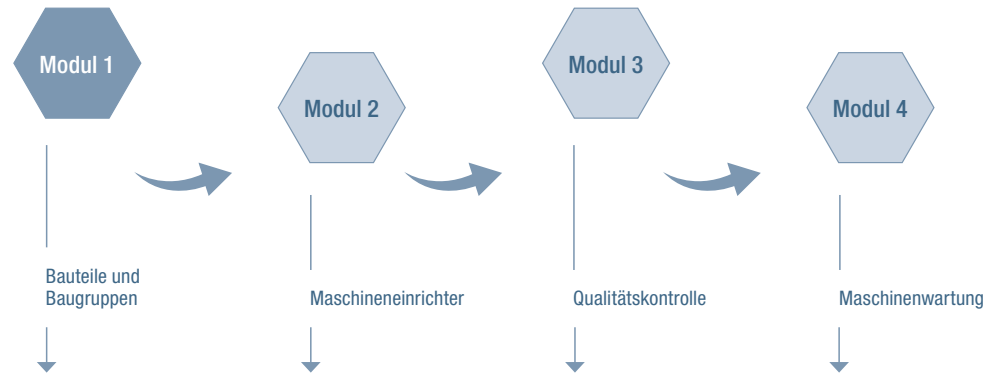 Modul 1
Modul 2
Modul 3
Modul 4
Bauteile und
Baugruppen
Maschineneinrichter
Qualitätskontrolle
Maschinenwartung